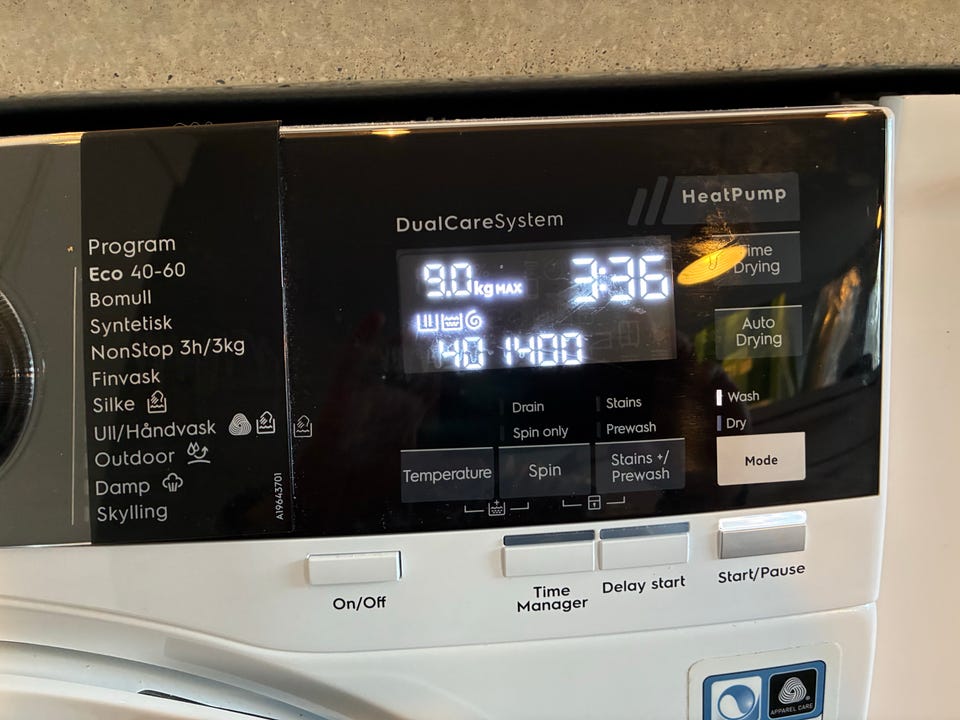 Program
Eco 40-60
Bomull
Syntetisk
NonStop 3h/3kg
Finvask
Silke
Ull/Håndvask
Outdoor
Damp
Skylling
A19643701
DualCareSystem
HeatPump
9.0 kg MAX 3:36
40 1400
Time Drying
Auto
Drying
Drain
Spin only
Stains
Prewash
Wash
Dry
Temperature
Spin
Stains +/
Prewash
Mode
On/Off
Time
Manager
Delay start
Start/Pause
APPAREL CARE